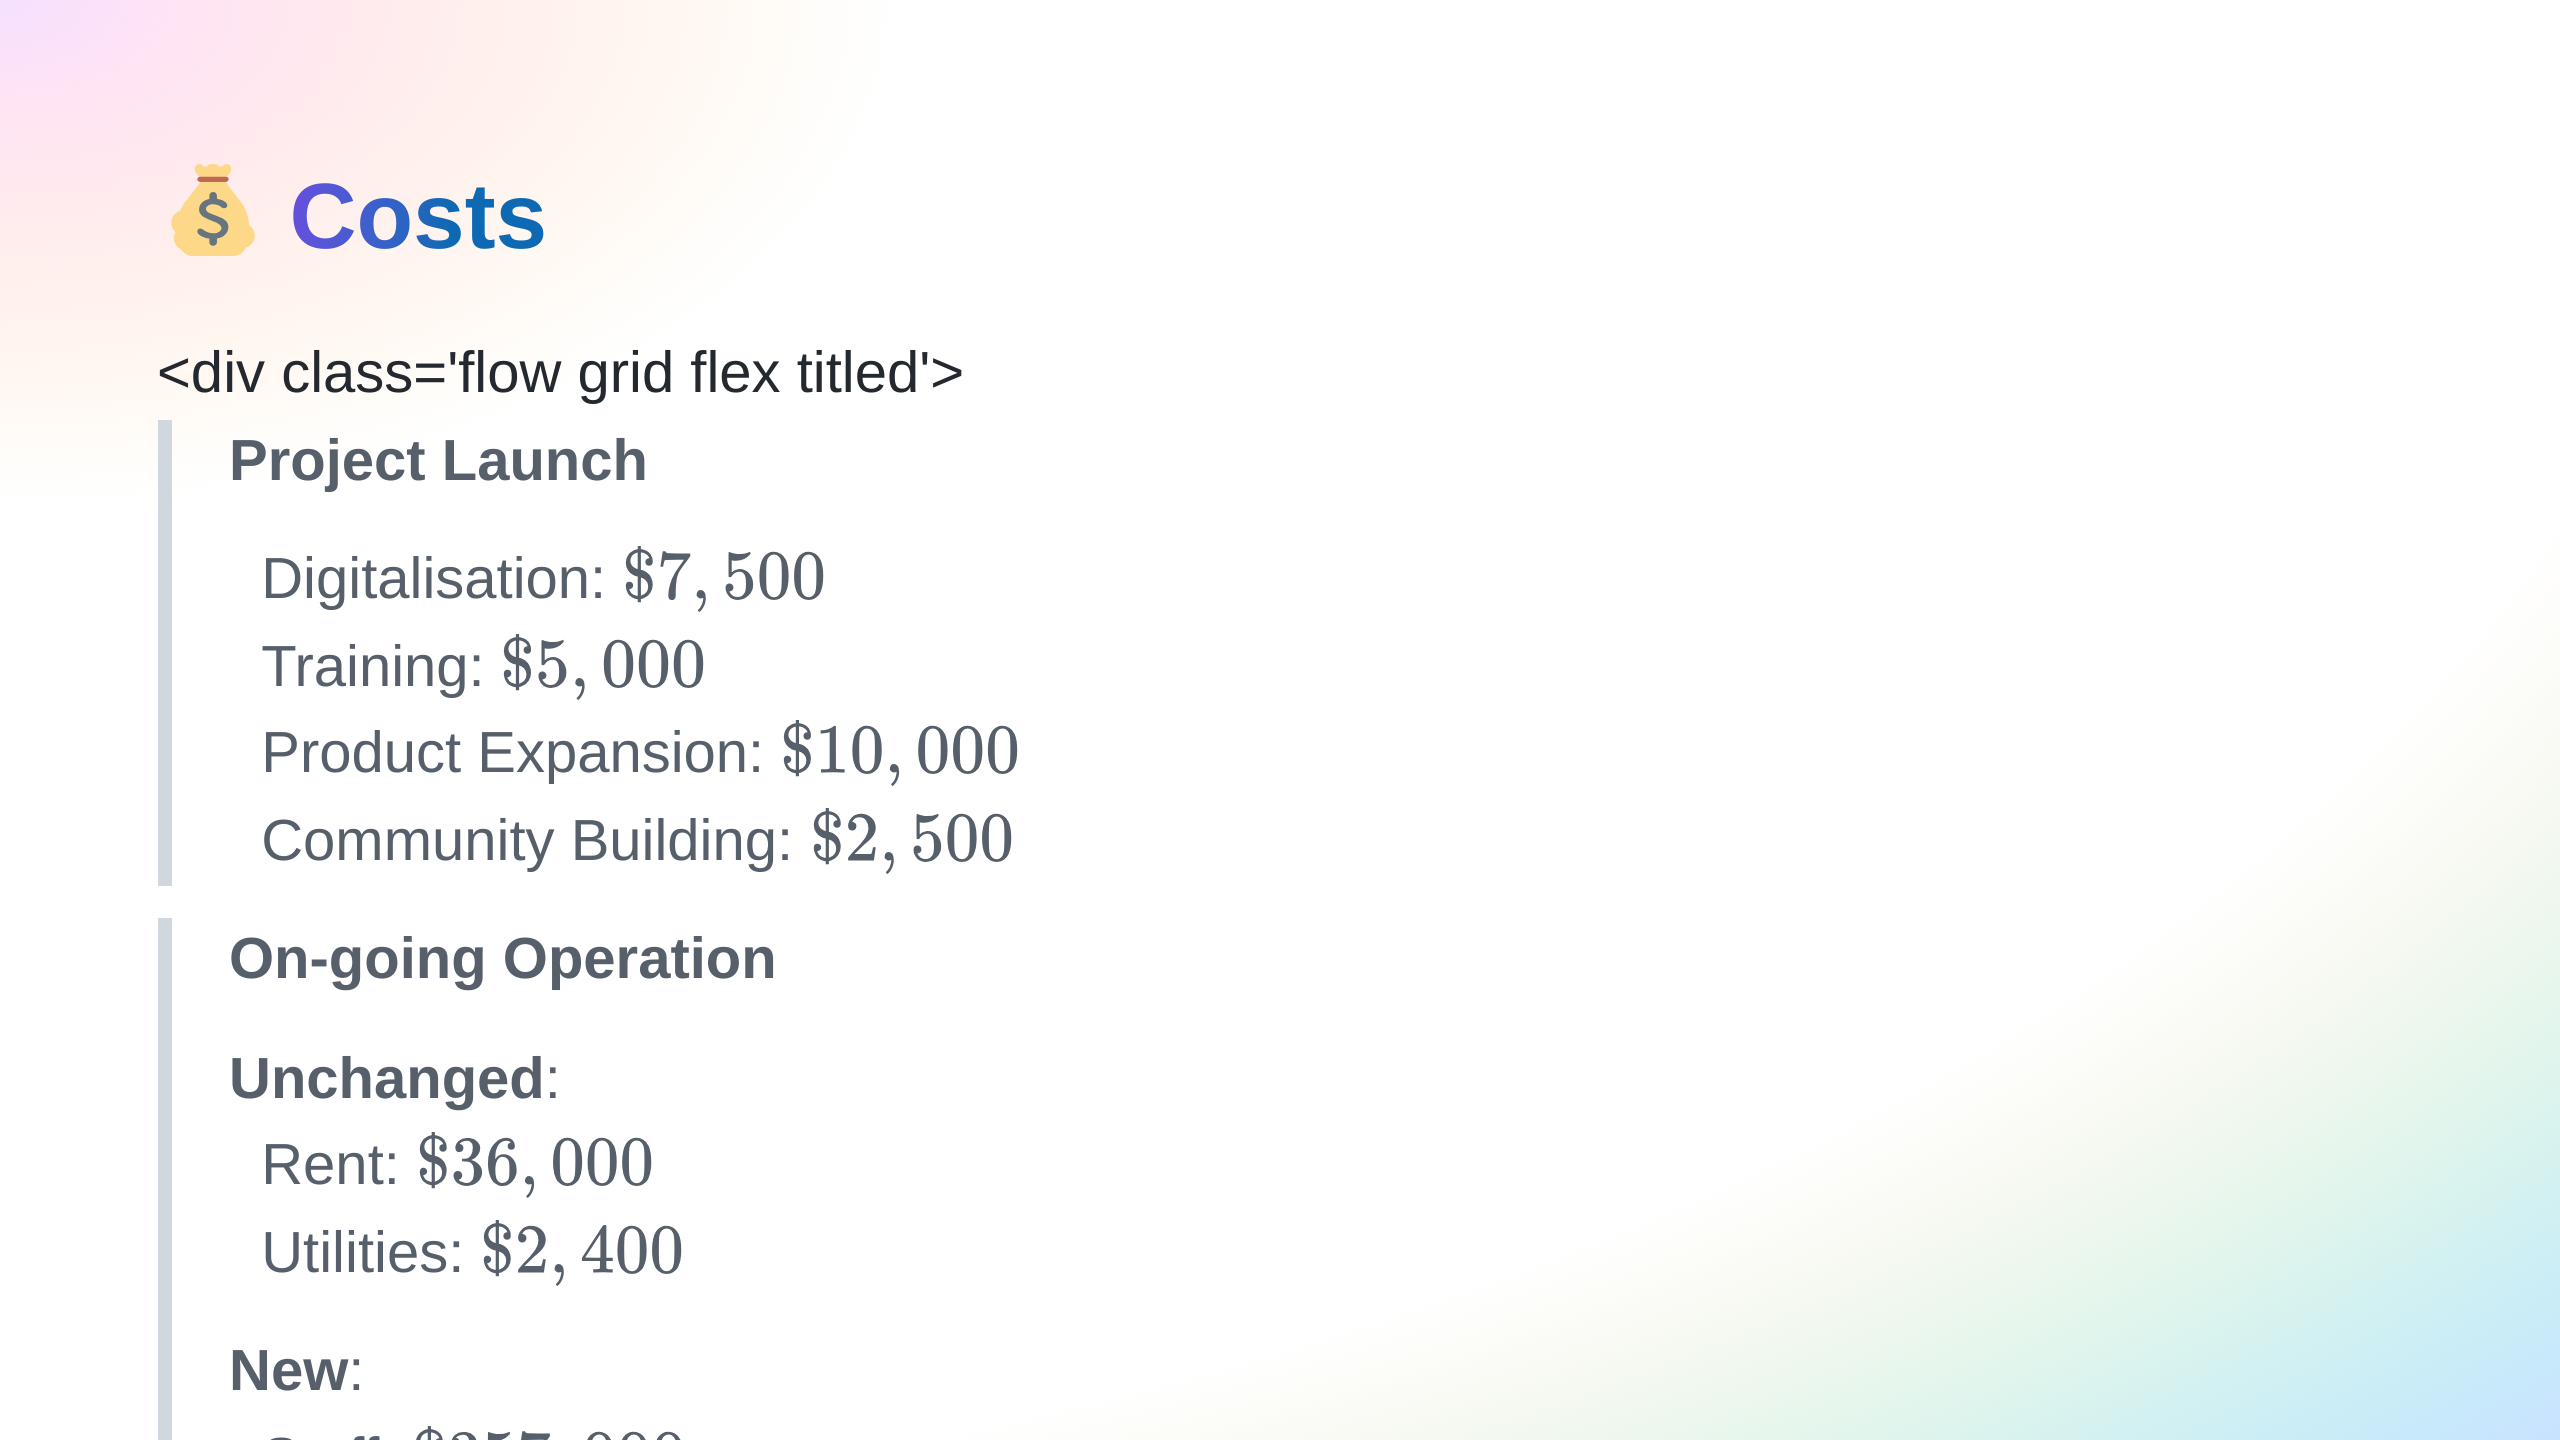 Costs
<div class='flow grid flex titled'>
Project Launch
Digitalisation: $7,500
Training: $5,000
Product Expansion: $10,000
Community Building: $2,500
On-going Operation
Unchanged:
Rent: $36,000
Utilities: $2,400
New: